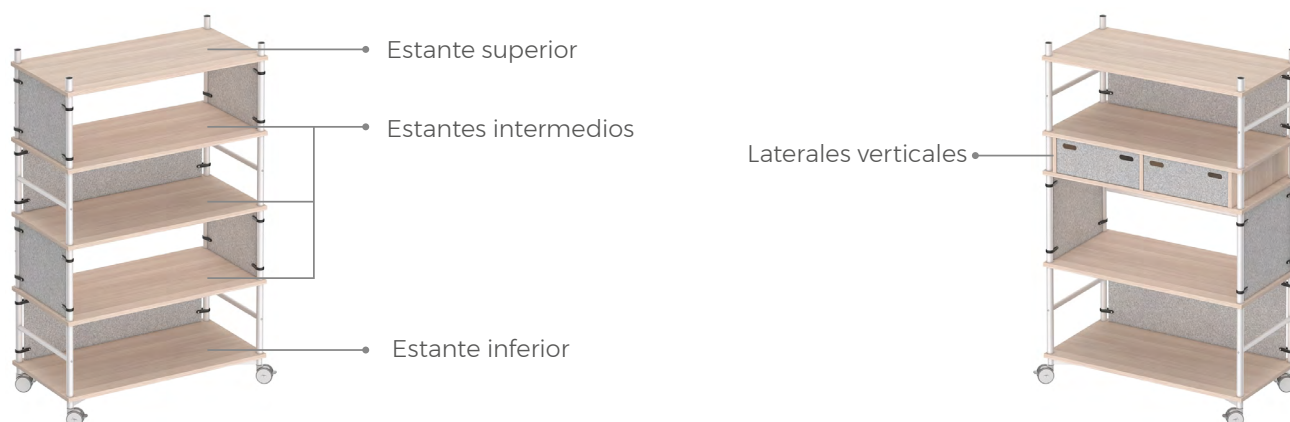 Estante superior
Estantes intermedios
Laterales verticales
Estante inferior